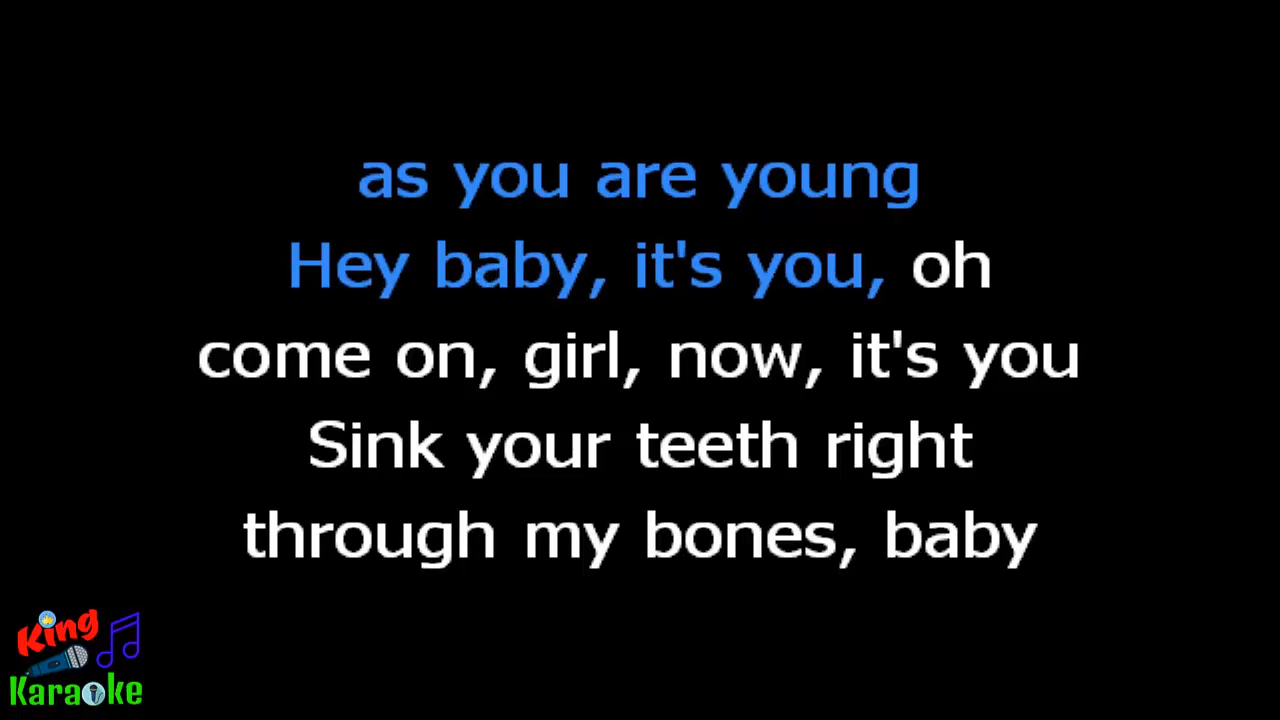 as you are young
Hey baby, it's you, oh
come on, girl, now, it's you
Sink your teeth right
through my bones, baby
King
Karaoke